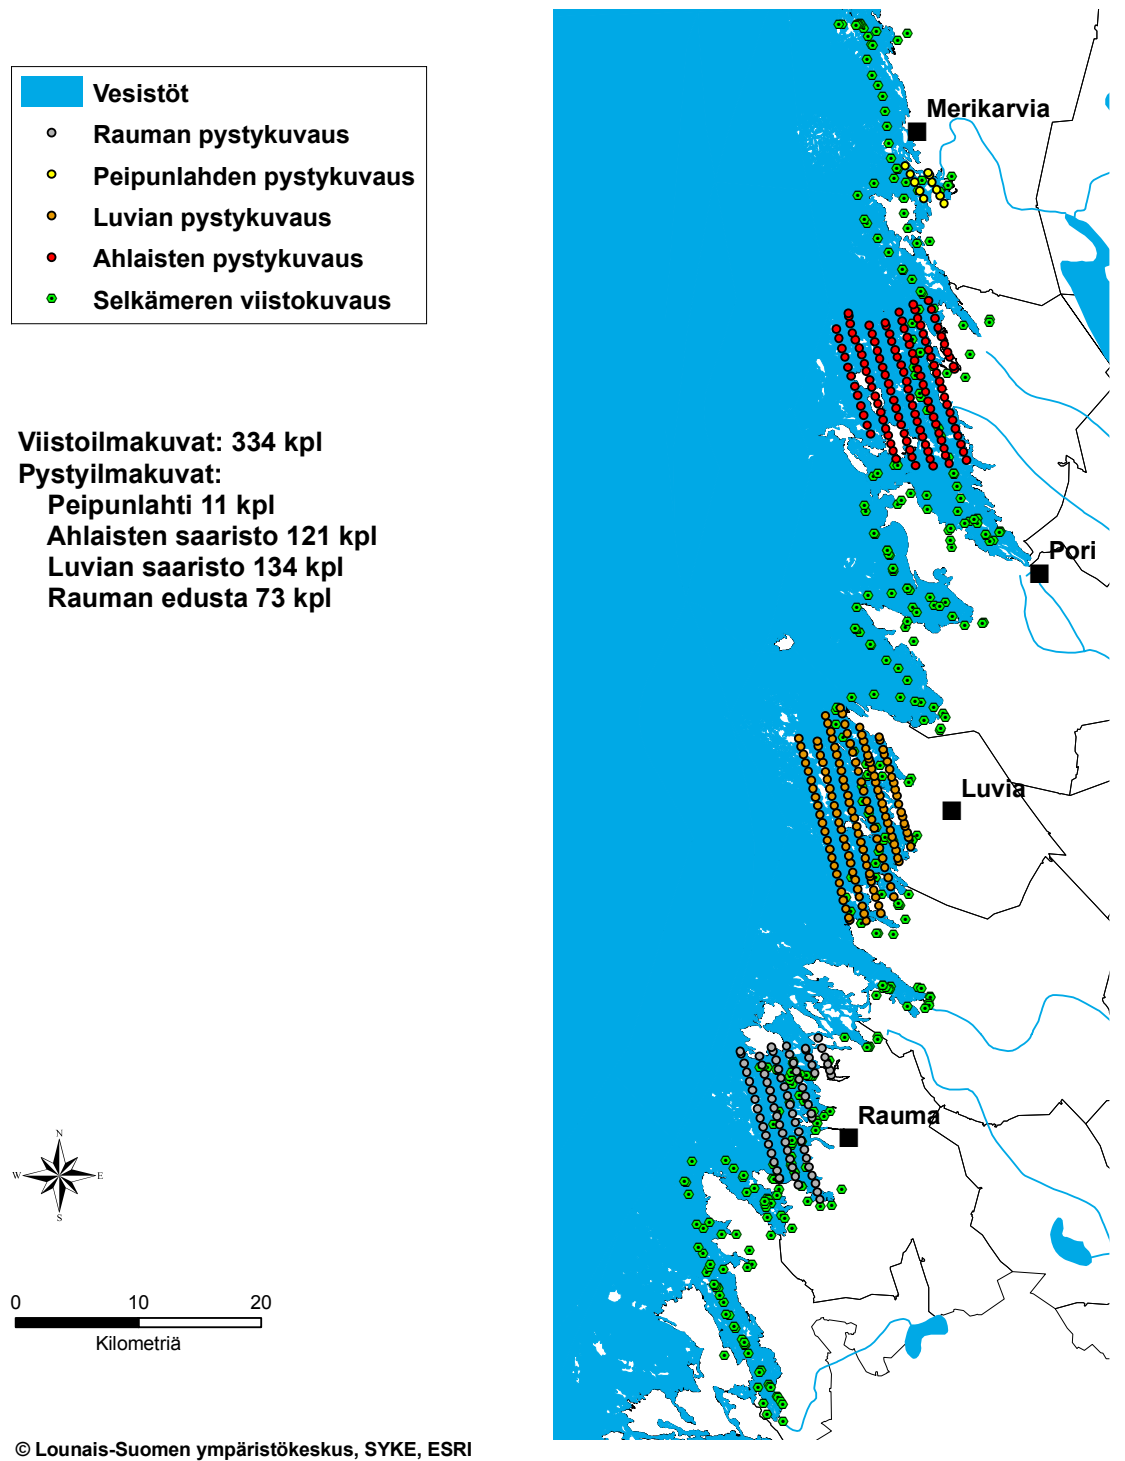 Vesistöt
Rauman pystykuvaus
Peipunlahden pystykuvaus
Luvian pystykuvaus
Ahlaisten pystykuvaus
Selkämeren viistokuvaus
Viistoilmakuvat: 334 kpl
Pystyilmakuvat:
Peipunlahti 11 kpl
Ahlaisten saaristo 121 kpl
Luvian saaristo 134 kpl
Rauman edusta 73 kpl
Merikarvia
Pori
Luvia
Rauma
N
W E
S
0 10 20
Kilometriä
© Lounais-Suomen ympäristökeskus, SYKE, ESRI